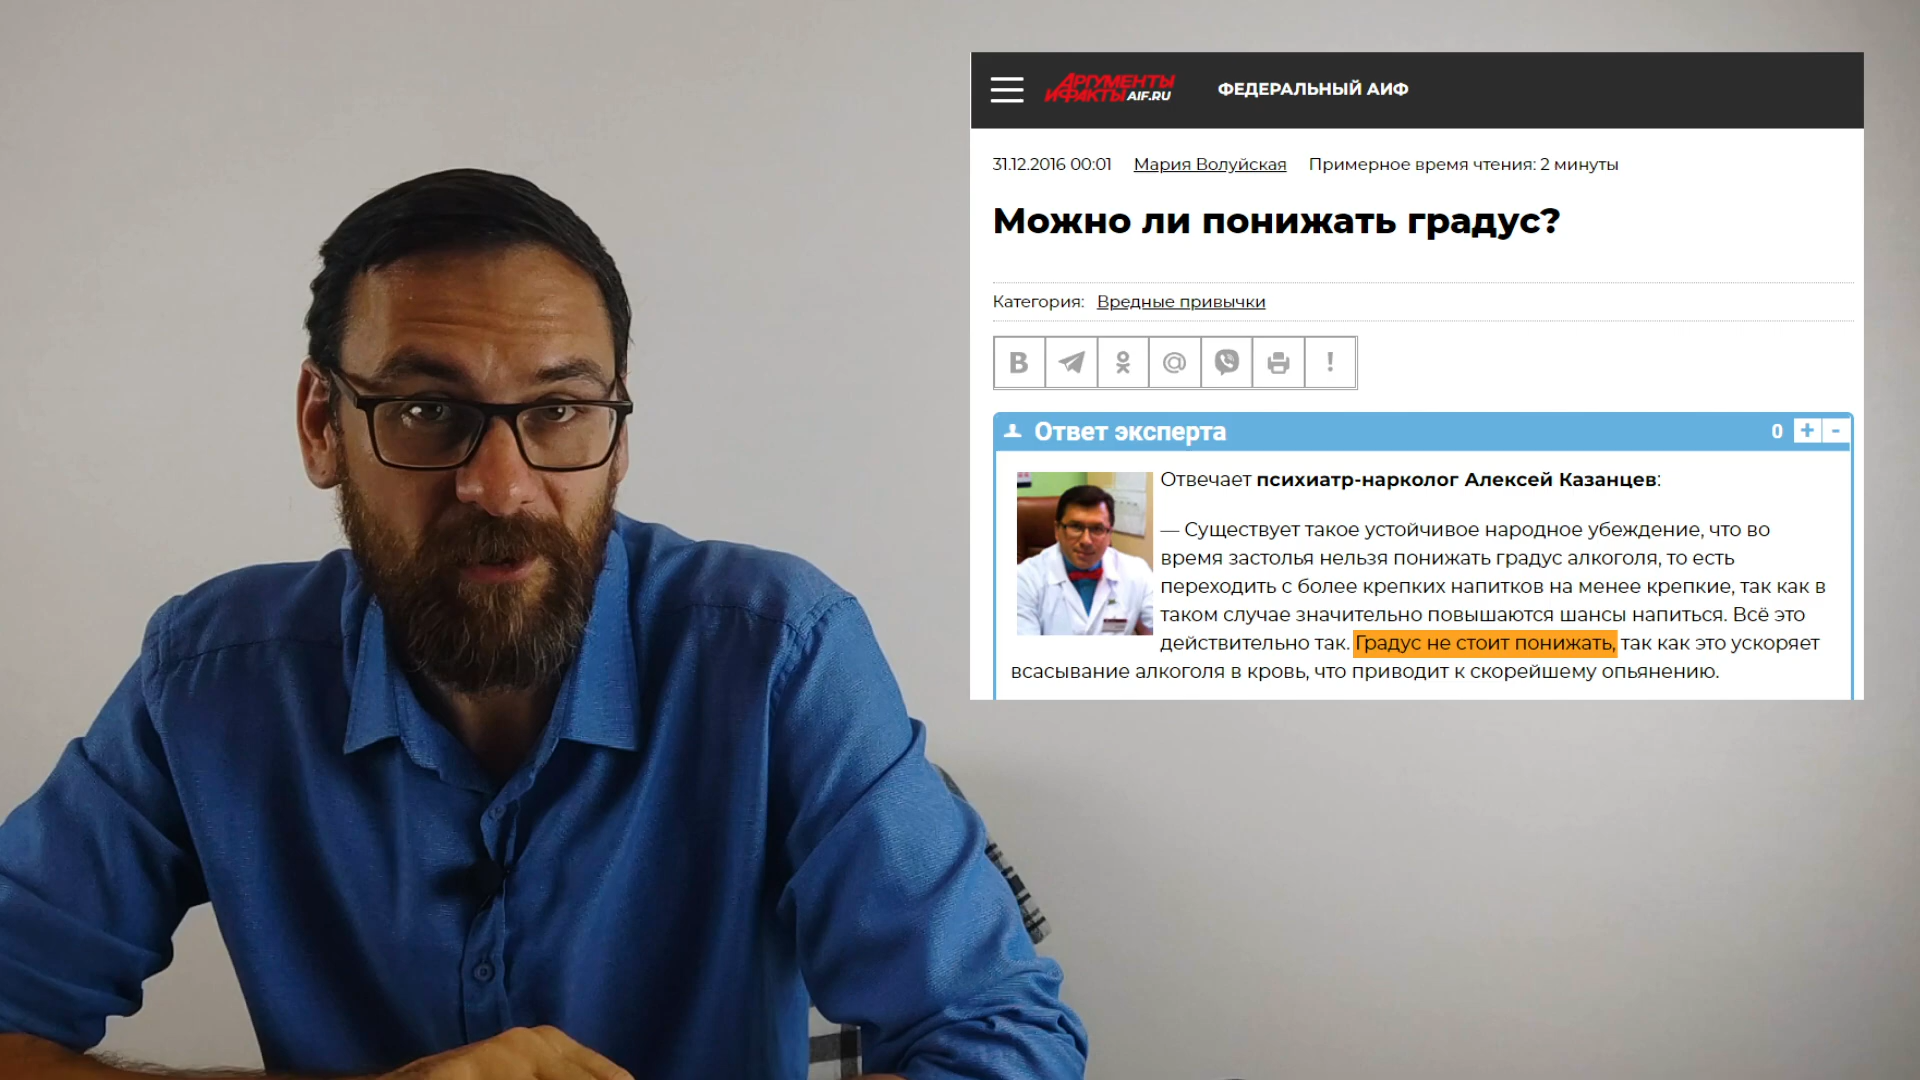 АРГУМЕНТЫ
И ФАКТЫ AIF.RU
ФЕДЕРАЛЬНЫЙ АИФ
31.12.2016 00:01 Мария Волуйская Примерное время чтения: 2 минуты
Можно ли понижать градус?
Категория: Вредные привычки
Ответ эксперта
0 + -
Отвечает психиатр-нарколог Алексей Казанцев:
— Существует такое устойчивое народное убеждение, что во
время застолья нельзя понижать градус алкоголя, то есть
переходить с более крепких напитков на менее крепкие, так как в
таком случае значительно повышаются шансы напиться. Всё это
действительно так. Градус не стоит понижать, так как это ускоряет
всасывание алкоголя в кровь, что приводит к скорейшему опьянению.